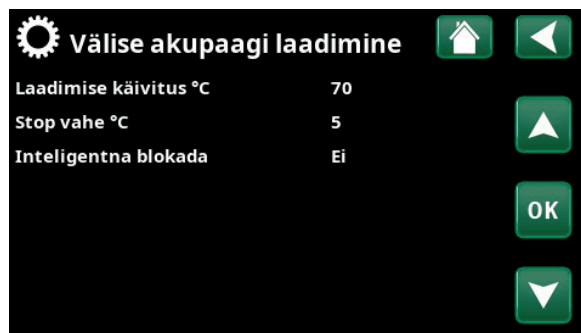 Välise akupaagi laadimine
Laadimise käivitus °C 70
Stop vahe °C 5
Inteligentna blokada Ei
OK